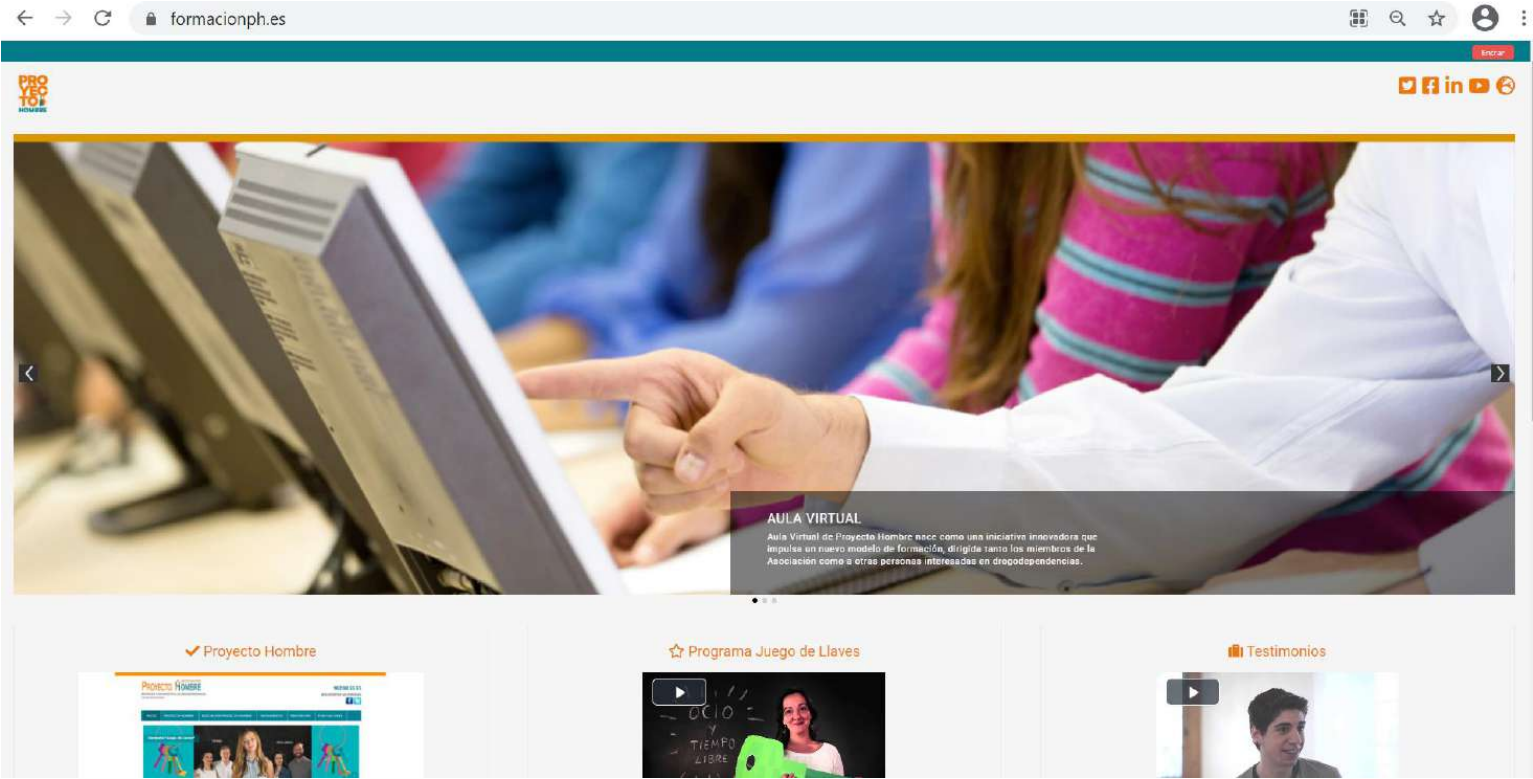 formacionph.es
Entrar
PRO
YEC
TO
HOMBRE
in
AULA VIRTUAL
Aula Virtual de Proyecto Hombre nace como una iniciativa innovadora que
impulsa un nuevo modelo de formación, dirigida tanto los miembros de la
Asociación como a otras personas interesadas en drogodependencias.
Proyecto Hombre
Programa Juego de Llaves
Testimonios
PROYECTO HOMBRE
OCIO
Y
TIEMPO
LIBRE